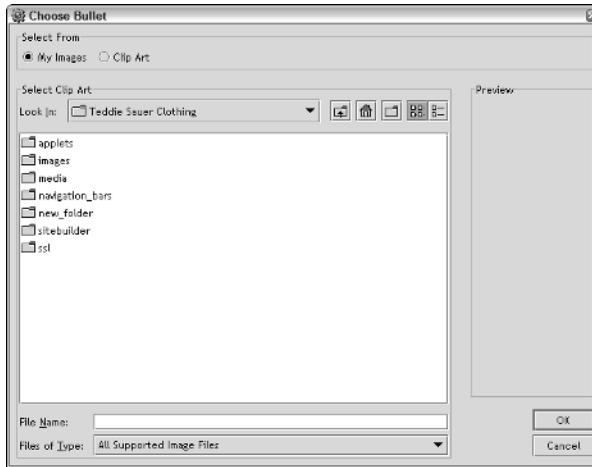 Choose Bullet
Select From
My Images Clip Art
Select Clip Art
Preview
Look In: Teddie Sauer Clothing
applets
images
media
navigation_bars
new_folder
sitebuilder
ssl
File Name:
OK
Files of Type: All Supported Image Files
Cancel